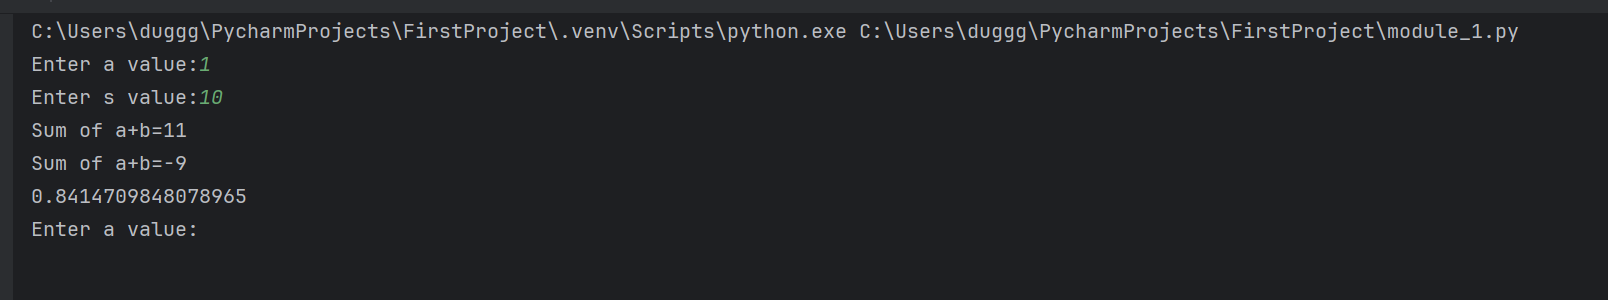 C:\Users\duggg\PycharmProjects\FirstProject\.venv\Scripts\python.exe C:\Users\duggg\PycharmProjects\FirstProject\module_1.py
Enter a value:1
Enter s value:10
Sum of a+b=11
Sum of a+b=-9
0.8414709848078965
Enter a value: